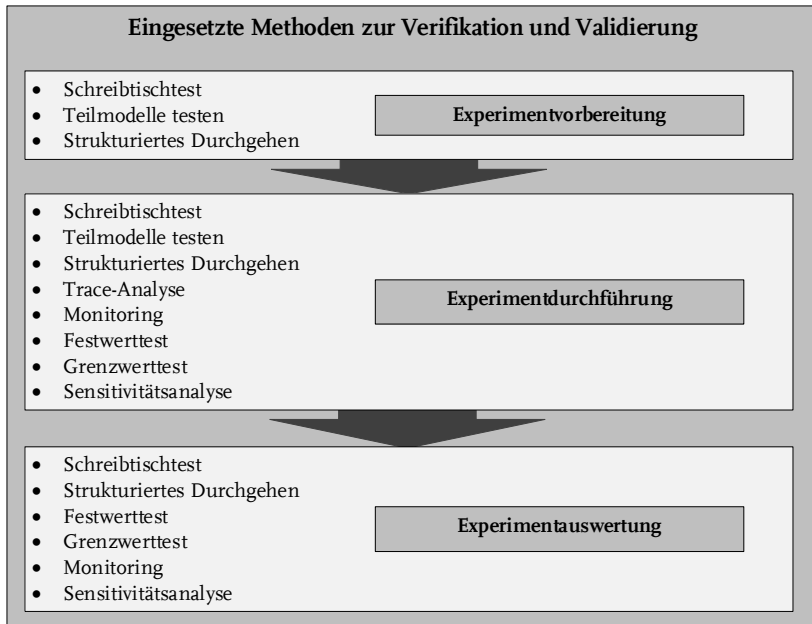 Eingesetzte Methoden zur Verifikation und Validierung
• Schreibtischtest
• Teilmodelle testen
• Strukturiertes Durchgehen
Experimentvorbereitung
• Schreibtischtest
• Teilmodelle testen
• Strukturiertes Durchgehen
• Trace-Analyse
• Monitoring
• Festwerttest
• Grenzwerttest
• Sensitivitätsanalyse
Experimentdurchführung
• Schreibtischtest
• Strukturiertes Durchgehen
• Festwerttest
• Grenzwerttest
• Monitoring
• Sensitivitätsanalyse
Experimentauswertung